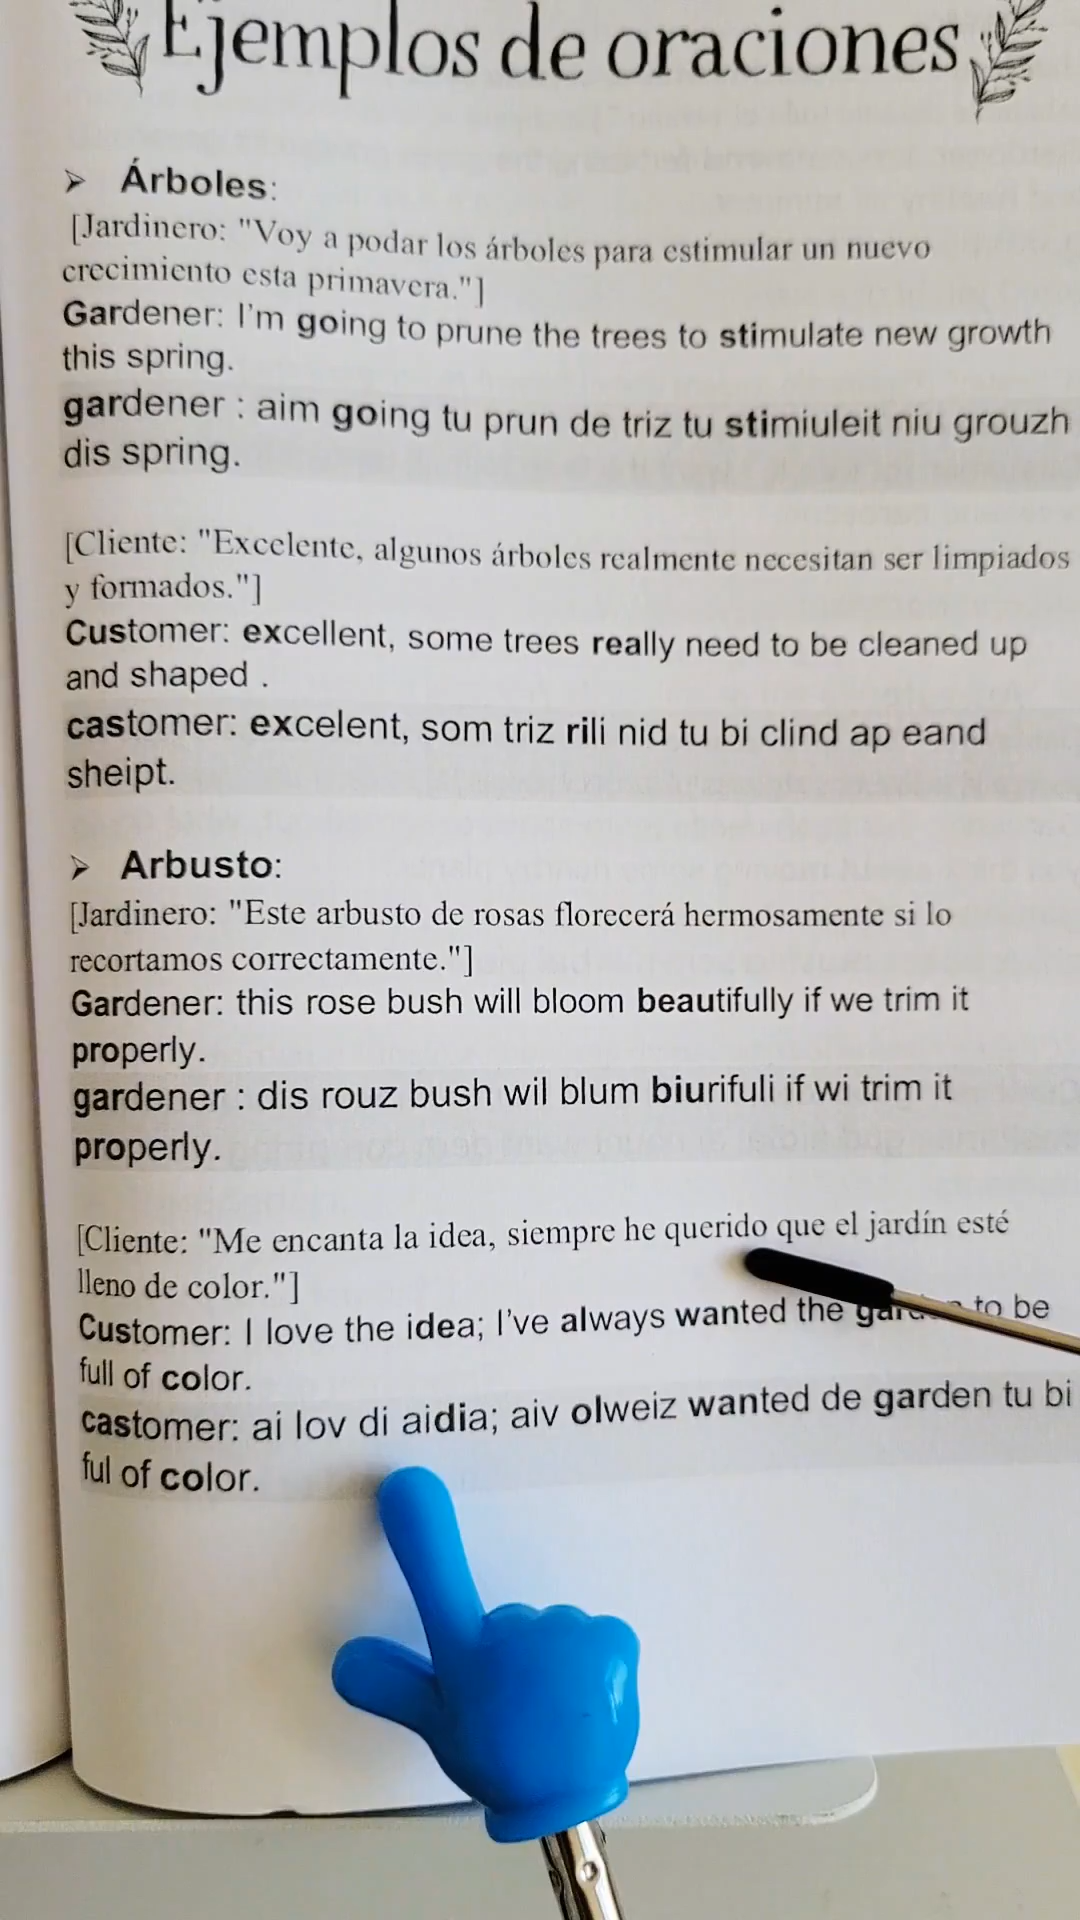 Ejemplos de oraciones
➢ Árboles:
[Jardinero: "Voy a podar los árboles para estimular un nuevo
crecimiento esta primavera."]
Gardener: I'm going to prune the trees to stimulate new growth
this spring.
gardener : aim going tu prun de triz tu stimiuleit niu grouzh
dis spring.
[Cliente: "Excelente, algunos árboles realmente necesitan ser limpiados
y formados."]
Customer: excellent, some trees really need to be cleaned up
and shaped .
castomer: excelent, som triz rili nid tu bi clind ap eand
sheipt.
➢ Arbusto:
[Jardinero: "Este arbusto de rosas florecerá hermosamente si lo
recortamos correctamente."]
Gardener: this rose bush will bloom beautifully if we trim it
properly.
gardener : dis rouz bush wil blum biurifuli if wi trim it
properly.
[Cliente: "Me encanta la idea, siempre he querido que el jardín esté
lleno de color."]
Customer: I love the idea; I've always wanted the to be
full of color.
castomer: ai lov di aidia; aiv olweiz wanted de garden tu bi
ful of color.